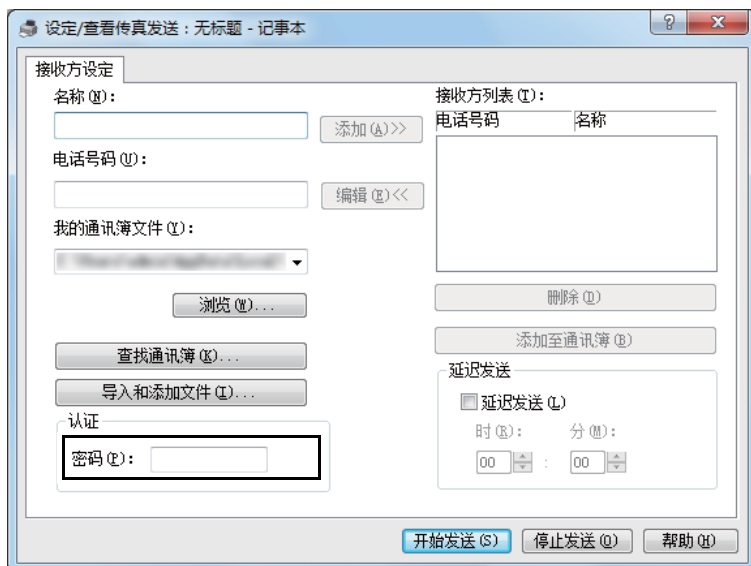 设定/查看传真发送：无标题 - 记事本
接收方设定
名称(N)：
添加(A)>>
电话号码(U)：
编辑(E)<<
我的通讯簿文件(Y)：
浏览(W)...
查找通讯簿(K)...
导入和添加文件(I)...
认证
密码(P)：
接收方列表(T)：
电话号码 名称
删除(D)
添加至通讯簿(B)
延迟发送
延迟发送(L)
时(R)： 分(M)：
00 : 00
开始发送(S) 停止发送(Q) 帮助(H)